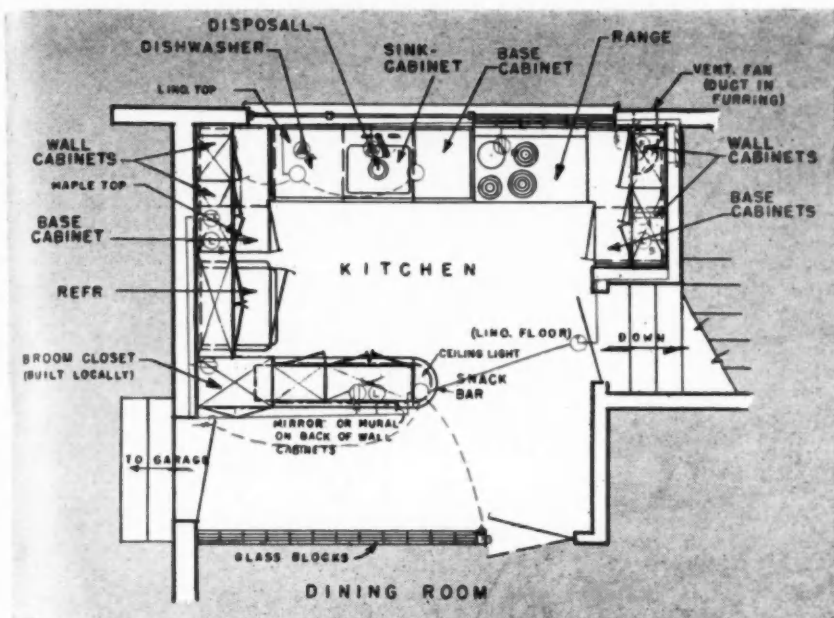 DISPOSALL
DISHWASHER
SINK-
CABINET
BASE
CABINET
RANGE
VENT. FAN
(DUCT IN
FURRING)
LINO. TOP
WALL
CABINETS
MAPLE TOP
BASE
CABINET
REFR
WALL
CABINETS
BASE
CABINETS
KITCHEN
(LINO. FLOOR)
DOWN
CEILING LIGHT
SNACK
BAR
BROOM CLOSET
(BUILT LOCALLY)
MIRROR OR MURAL
ON BACK OF WALL
CABINETS
TO GARAGE
GLASS BLOCKS
DINING ROOM